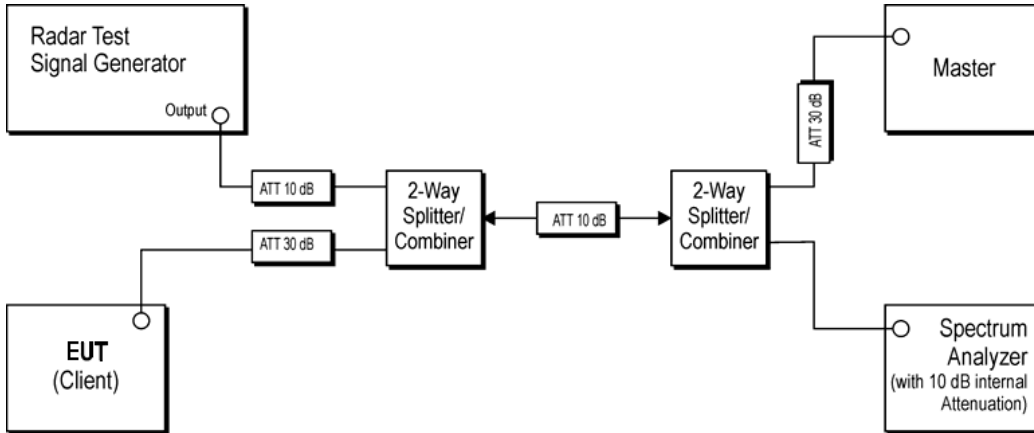 Radar Test
Signal Generator
Output
ATT 10 dB
ATT 30 dB
EUT
(Client)
2-Way
Splitter/
Combiner
ATT 10 dB
2-Way
Splitter/
Combiner
ATT 30 dB
Master
Spectrum
Analyzer
(with 10 dB internal
Attenuation)